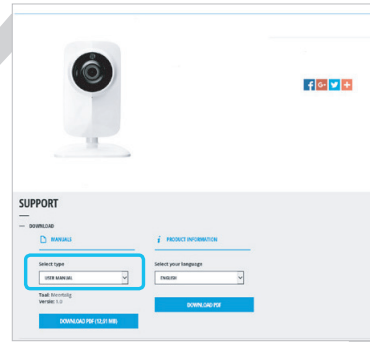 SUPPORT
DOWNLOAD
MANUALS
Select type
USER MANUAL
Taal: Meertalig
Versie: 1.0
DOWNLOAD PDF (12,91 MB)
PRODUCT INFORMATION
Select your language
ENGLISH
DOWNLOAD PDF